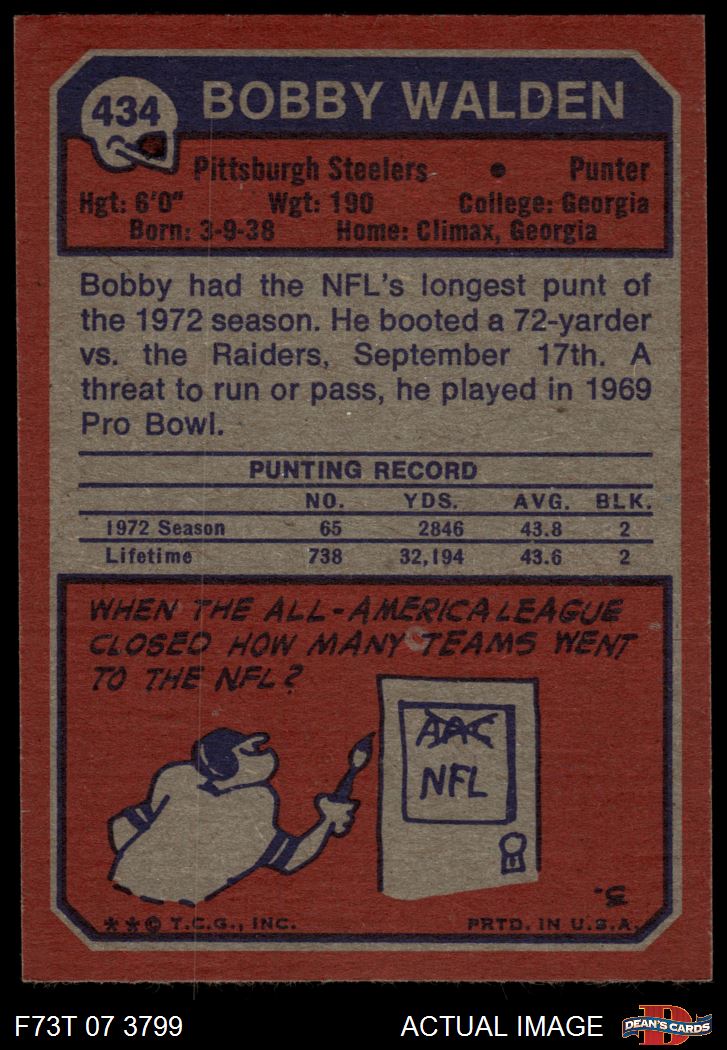 434
BOBBY WALDEN
Pittsburgh Steelers • Punter
Hgt: 6'0" Wgt: 190 College: Georgia
Born: 3-9-38 Home: Climax, Georgia
Bobby had the NFL's longest punt of
the 1972 season. He booted a 72-yarder
vs. the Raiders, September 17th. A
threat to run or pass, he played in 1969
Pro Bowl.
PUNTING RECORD
NO. YDS. AVG. BLK.
1972 Season 65 2846 43.8 2
Lifetime 738 32,194 43.6 2
WHEN THE ALL-AMERICA LEAGUE
CLOSED HOW MANY TEAMS WENT
TO THE NFL?
AAC
NFL
.3
**© T.C.G., INC. PRTD. IN U.S.A.
F73T 07 3799 ACTUAL IMAGE
D
DEAN'S CARDS